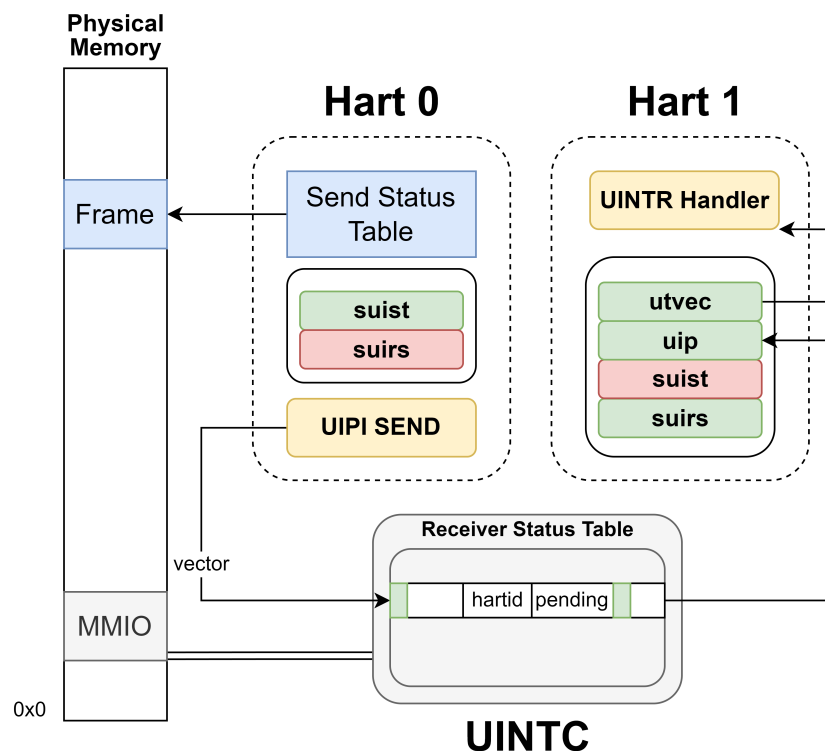 Physical
Memory
Hart 0
Hart 1
Frame
Send Status
Table
UINTR Handler
suist
suirs
utvec
uip
suist
suirs
UIPI SEND
Receiver Status Table
vector
hartid
pending
MMIO
0x0
UINTC